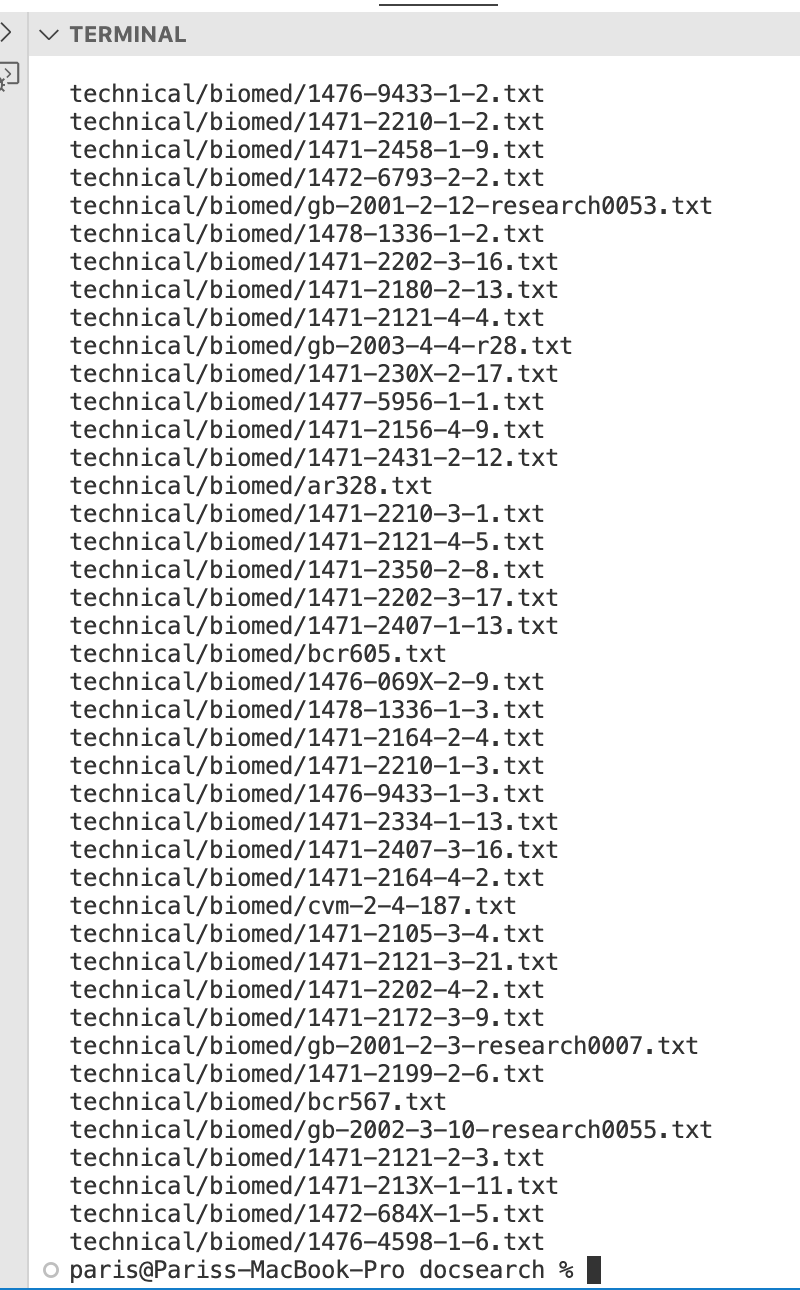 TERMINAL
technical/biomed/1476-9433-1-2.txt
technical/biomed/1471-2210-1-2.txt
technical/biomed/1471-2458-1-9.txt
technical/biomed/1472-6793-2-2.txt
technical/biomed/gb-2001-2-12-research0053.txt
technical/biomed/1478-1336-1-2.txt
technical/biomed/1471-2202-3-16.txt
technical/biomed/1471-2180-2-13.txt
technical/biomed/1471-2121-4-4.txt
technical/biomed/gb-2003-4-4-r28.txt
technical/biomed/1471-230X-2-17.txt
technical/biomed/1477-5956-1-1.txt
technical/biomed/1471-2156-4-9.txt
technical/biomed/1471-2431-2-12.txt
technical/biomed/ar328.txt
technical/biomed/1471-2210-3-1.txt
technical/biomed/1471-2121-4-5.txt
technical/biomed/1471-2350-2-8.txt
technical/biomed/1471-2202-3-17.txt
technical/biomed/1471-2407-1-13.txt
technical/biomed/bcr605.txt
technical/biomed/1476-069X-2-9.txt
technical/biomed/1478-1336-1-3.txt
technical/biomed/1471-2164-2-4.txt
technical/biomed/1471-2210-1-3.txt
technical/biomed/1476-9433-1-3.txt
technical/biomed/1471-2334-1-13.txt
technical/biomed/1471-2407-3-16.txt
technical/biomed/1471-2164-4-2.txt
technical/biomed/cvm-2-4-187.txt
technical/biomed/1471-2105-3-4.txt
technical/biomed/1471-2121-3-21.txt
technical/biomed/1471-2202-4-2.txt
technical/biomed/1471-2172-3-9.txt
technical/biomed/gb-2001-2-3-research0007.txt
technical/biomed/1471-2199-2-6.txt
technical/biomed/bcr567.txt
technical/biomed/gb-2002-3-10-research0055.txt
technical/biomed/1471-2121-2-3.txt
technical/biomed/1471-213X-1-11.txt
technical/biomed/1472-684X-1-5.txt
technical/biomed/1476-4598-1-6.txt
paris@Pariss-MacBook-Pro docsearch %